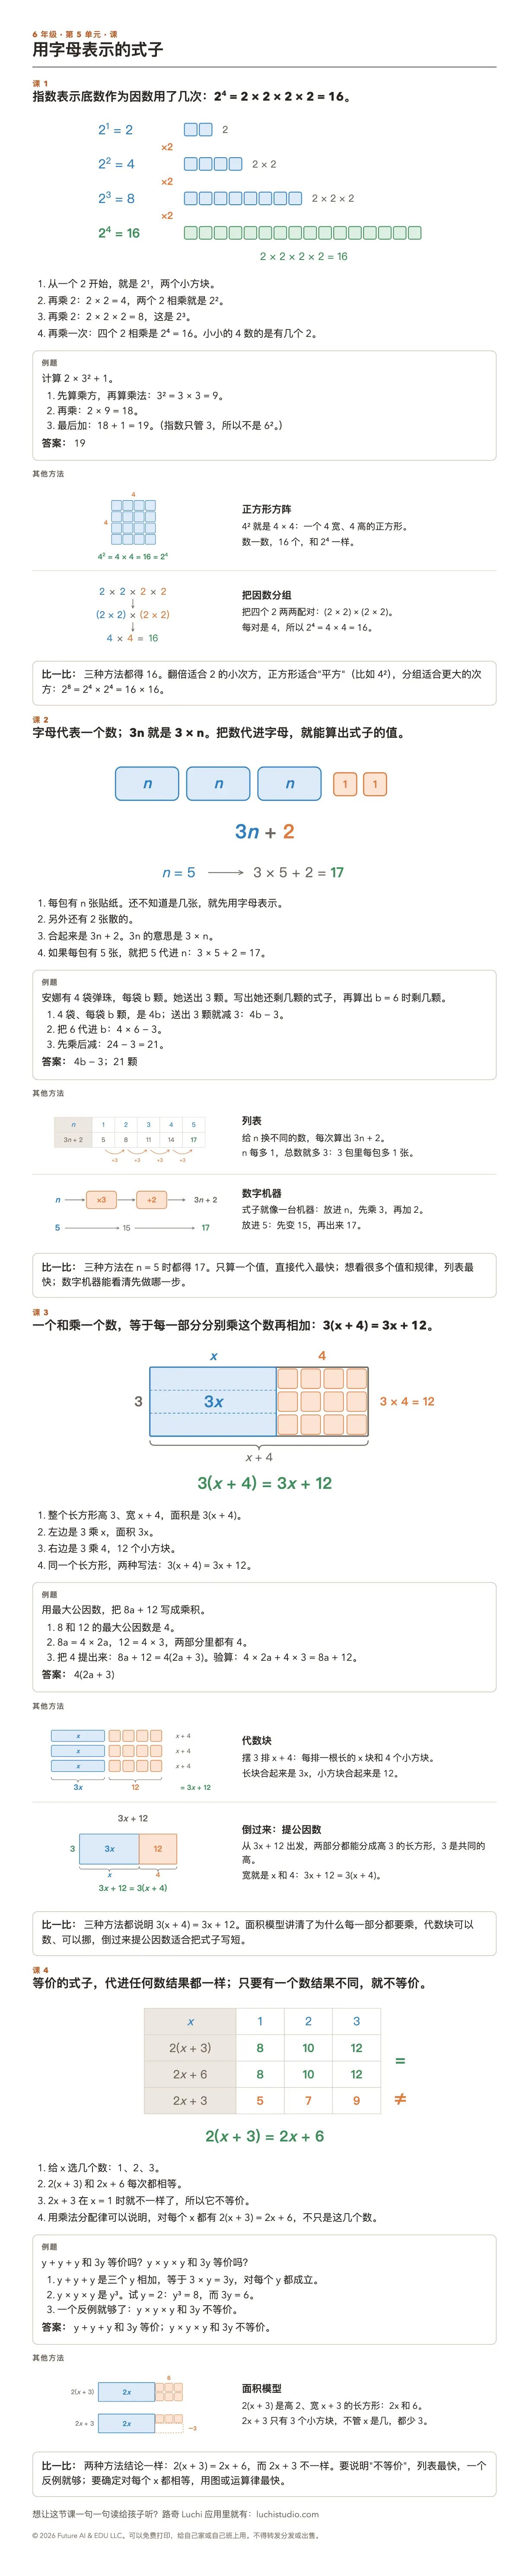 6 年级 · 第 5 单元 · 课
用字母表示的式子
课 1
指数表示底数作为因数用了几次：2⁴ = 2 × 2 × 2 × 2 = 16。
2¹ = 2
2
×2
2² = 4
2 × 2
×2
2³ = 8
2 × 2 × 2
×2
2⁴ = 16
2 × 2 × 2 × 2 = 16
1. 从一个 2 开始，就是 2¹，两个小方块。
2. 再乘 2：2 × 2 = 4，两个 2 相乘就是 2²。
3. 再乘 2：2 × 2 × 2 = 8，这是 2³。
4. 再乘一次：四个 2 相乘是 2⁴ = 16。小小的 4 数的是有几个 2。
例题
计算 2 × 3² + 1。
1. 先算乘方，再算乘法：3² = 3 × 3 = 9。
2. 再乘：2 × 9 = 18。
3. 最后加：18 + 1 = 19。（指数只管 3，所以不是 6²。）
答案： 19
其他方法
4
4
4² = 4 × 4 = 16 = 2⁴
正方形方阵
4² 就是 4 × 4：一个 4 宽、4 高的正方形。
数一数，16 个，和 2⁴ 一样。
2 × 2 × 2 × 2
(2 × 2) × (2 × 2)
4 × 4 = 16
把因数分组
把四个 2 两两配对：(2 × 2) × (2 × 2)。
每对是 4，所以 2⁴ = 4 × 4 = 16。
比一比： 三种方法都得 16。翻倍适合 2 的小次方，正方形适合"平方"（比如 4²），分组适合更大的次
方：2⁸ = 2⁴ × 2⁴ = 16 × 16。
课 2
字母代表一个数；3n 就是 3 × n。把数代进字母，就能算出式子的值。
n n n 1 1
3n + 2
n = 5 → 3 × 5 + 2 = 17
1. 每包有 n 张贴纸。还不知道是几张，就先用字母表示。
2. 另外还有 2 张散的。
3. 合起来是 3n + 2。3n 的意思是 3 × n。
4. 如果每包有 5 张，就把 5 代进 n：3 × 5 + 2 = 17。
例题
安娜有 4 袋弹珠，每袋 b 颗。她送出 3 颗。写出她还剩几颗的式子，再算出 b = 6 时剩几颗。
1. 4 袋、每袋 b 颗，是 4b；送出 3 颗就减 3：4b − 3。
2. 把 6 代进 b：4 × 6 − 3。
3. 先乘后减：24 − 3 = 21。
答案： 4b − 3；21 颗
其他方法
n 1 2 3 4 5
3n + 2 5 8 11 14 17
+3 +3 +3 +3
列表
给 n 换不同的数，每次算出 3n + 2。
n 每多 1，总数就多 3：3 包里每包多 1 张。
n → ×3 → +2 → 3n + 2
5 → 15 → 17
数字机器
式子就像一台机器：放进 n，先乘 3，再加 2。
放进 5：先变 15，再出来 17。
比一比： 三种方法在 n = 5 时都得 17。只算一个值，直接代入最快；想看很多个值和规律，列表最
快；数字机器能看清先做哪一步。
课 3
一个和乘一个数，等于每一部分分别乘这个数再相加：3(x + 4) = 3x + 12。
x 4
3 3x 3 × 4 = 12
x + 4
3(x + 4) = 3x + 12
1. 整个长方形高 3、宽 x + 4，面积是 3(x + 4)。
2. 左边是 3 乘 x，面积 3x。
3. 右边是 3 乘 4，12 个小方块。
4. 同一个长方形，两种写法：3(x + 4) = 3x + 12。
例题
用最大公因数，把 8a + 12 写成乘积。
1. 8 和 12 的最大公因数是 4。
2. 8a = 4 × 2a，12 = 4 × 3，两部分里都有 4。
3. 把 4 提出来：8a + 12 = 4(2a + 3)。验算：4 × 2a + 4 × 3 = 8a + 12。
答案： 4(2a + 3)
其他方法
x x + 4
x x + 4
x x + 4
3x 12 = 3x + 12
代数块
摆 3 排 x + 4：每排一根长的 x 块和 4 个小方块。
长块合起来是 3x，小方块合起来是 12。
3x + 12
3 3x 12
x 4
3x + 12 = 3(x + 4)
倒过来：提公因数
从 3x + 12 出发，两部分都能分成高 3 的长方形，3 是共同的
高。
宽就是 x 和 4：3x + 12 = 3(x + 4)。
比一比： 三种方法都说明 3(x + 4) = 3x + 12。面积模型讲清了为什么每一部分都要乘，代数块可以
数、可以挪，倒过来提公因数适合把式子写短。
课 4
等价的式子，代进任何数结果都一样；只要有一个数结果不同，就不等价。
x 1 2 3
2(x + 3) 8 10 12
=
2x + 6 8 10 12
2x + 3 5 7 9 ≠
2(x + 3) = 2x + 6
1. 给 x 选几个数：1、2、3。
2. 2(x + 3) 和 2x + 6 每次都相等。
3. 2x + 3 在 x = 1 时就不一样了，所以它不等价。
4. 用乘法分配律可以说明，对每个 x 都有 2(x + 3) = 2x + 6，不只是这几个数。
例题
y + y + y 和 3y 等价吗？y × y × y 和 3y 等价吗？
1. y + y + y 是三个 y 相加，等于 3 × y = 3y，对每个 y 都成立。
2. y × y × y 是 y³。试 y = 2：y³ = 8，而 3y = 6。
3. 一个反例就够了：y × y × y 和 3y 不等价。
答案： y + y + y 和 3y 等价；y × y × y 和 3y 不等价。
其他方法
6
2(x + 3) 2x
2x + 3 2x −3
面积模型
2(x + 3) 是高 2、宽 x + 3 的长方形：2x 和 6。
2x + 3 只有 3 个小方块，不管 x 是几，都少 3。
比一比： 两种方法结论一样：2(x + 3) = 2x + 6，而 2x + 3 不一样。要说明"不等价"，列表最快，一个
反例就够；要确定对每个 x 都相等，用图或运算律最快。
想让这节课一句一句读给孩子听？路奇 Luchi 应用里就有：luchistudio.com
© 2026 Future AI & EDU LLC。可以免费打印，给自己家或自己班上用。不得转发分发或出售。